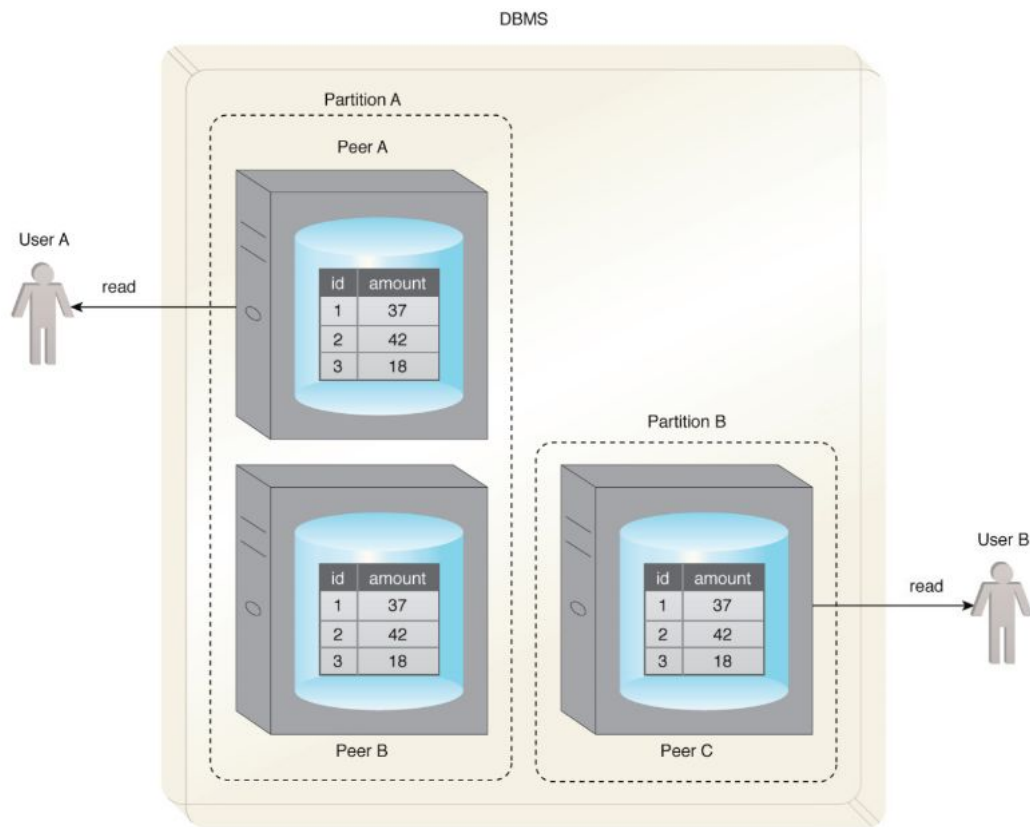 DBMS
Partition A
Peer A
User A
read
id amount
1 37
2 42
3 18
Partition B
Peer B
id amount
1 37
2 42
3 18
Peer C
id amount
1 37
2 42
3 18
User B
read